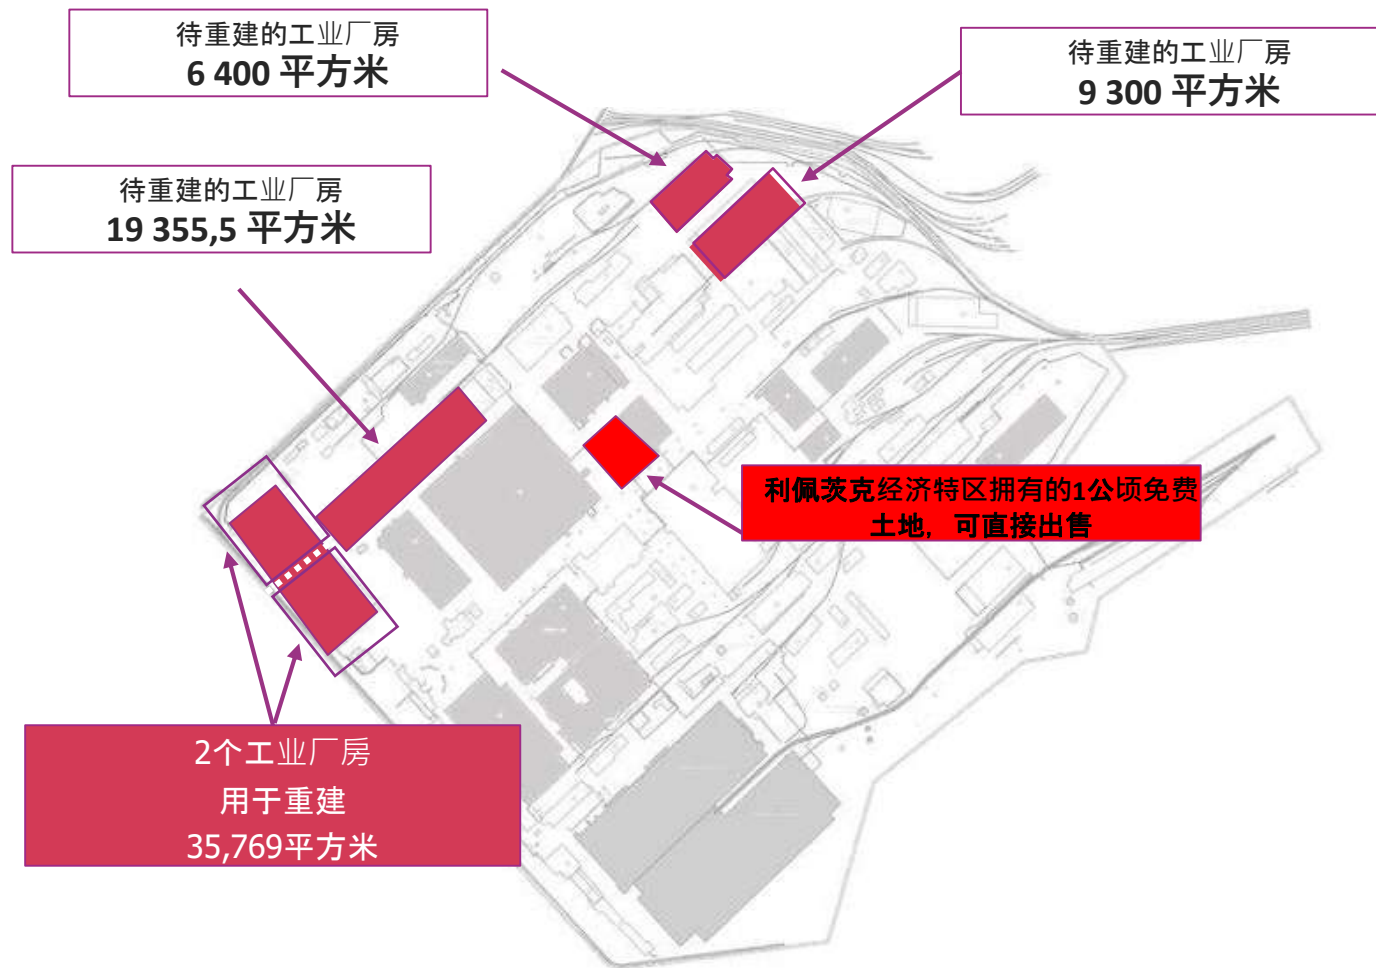 待重建的工业厂房
6 400 平方米
待重建的工业厂房
9 300 平方米
待重建的工业厂房
19 355,5 平方米
利佩茨克经济特区拥有的1公顷免费
土地，可直接出售
2个工业厂房
用于重建
35,769平方米